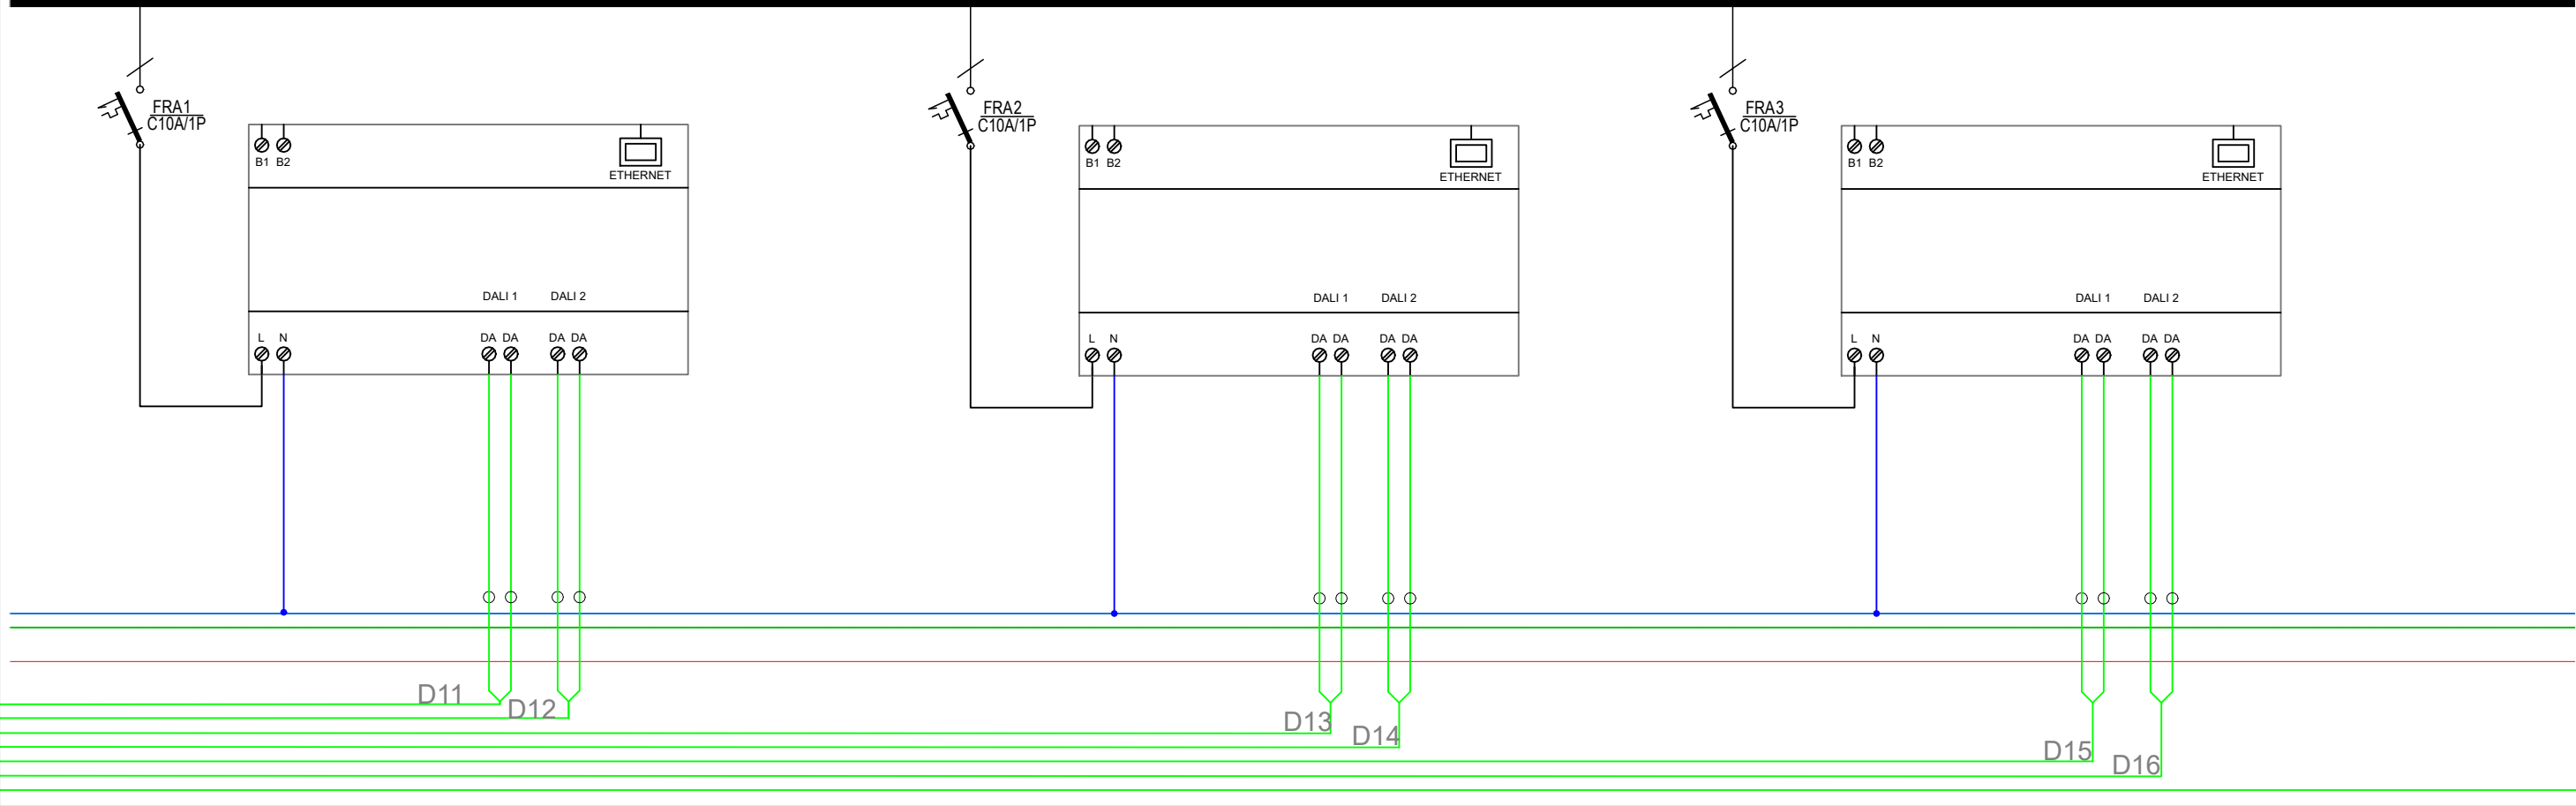 FRA1
C10A/1P
B1 B2
ETHERNET
DALI 1 DALI 2
L N DA DA DA DA
FRA2
C10A/1P
B1 B2
ETHERNET
DALI 1 DALI 2
L N DA DA DA DA
FRA3
C10A/1P
B1 B2
ETHERNET
DALI 1 DALI 2
L N DA DA DA DA
D11
D12
D13
D14
D15
D16